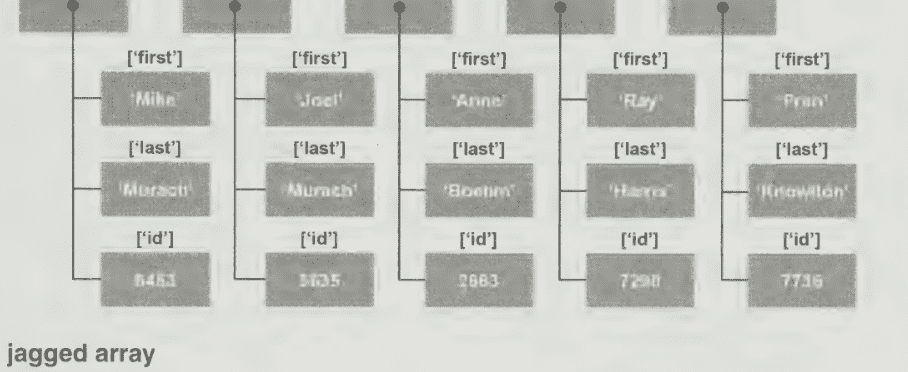 ['first'] ['first'] ['first'] ['first'] ['first']
'Mike' 'Joel' 'Anne' 'Ray' 'Fran'
['last'] ['last'] ['last'] ['last'] ['last']
'Murach' 'Murach' 'Boehm' 'Harris' 'Knowlton'
['id'] ['id'] ['id'] ['id'] ['id']
7736
jagged array